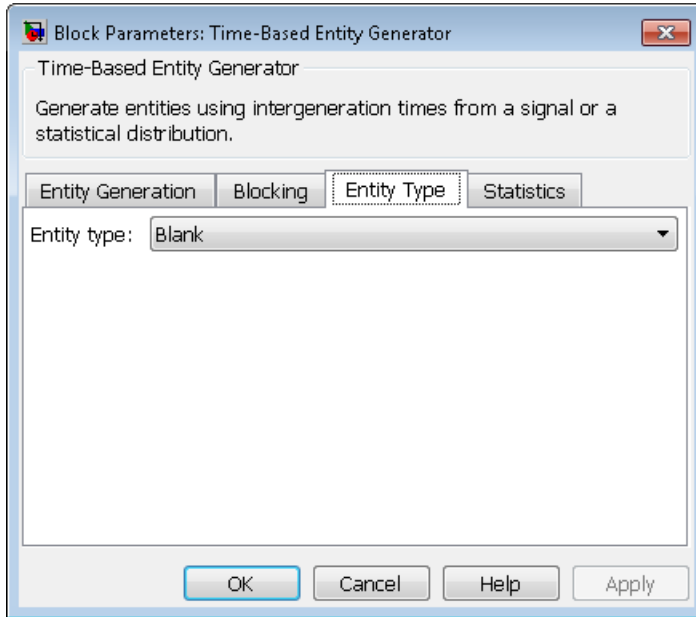 Block Parameters: Time-Based Entity Generator
Time-Based Entity Generator
Generate entities using intergeneration times from a signal or a
statistical distribution.
Entity Generation Blocking Entity Type Statistics
Entity type: Blank
OK Cancel Help Apply